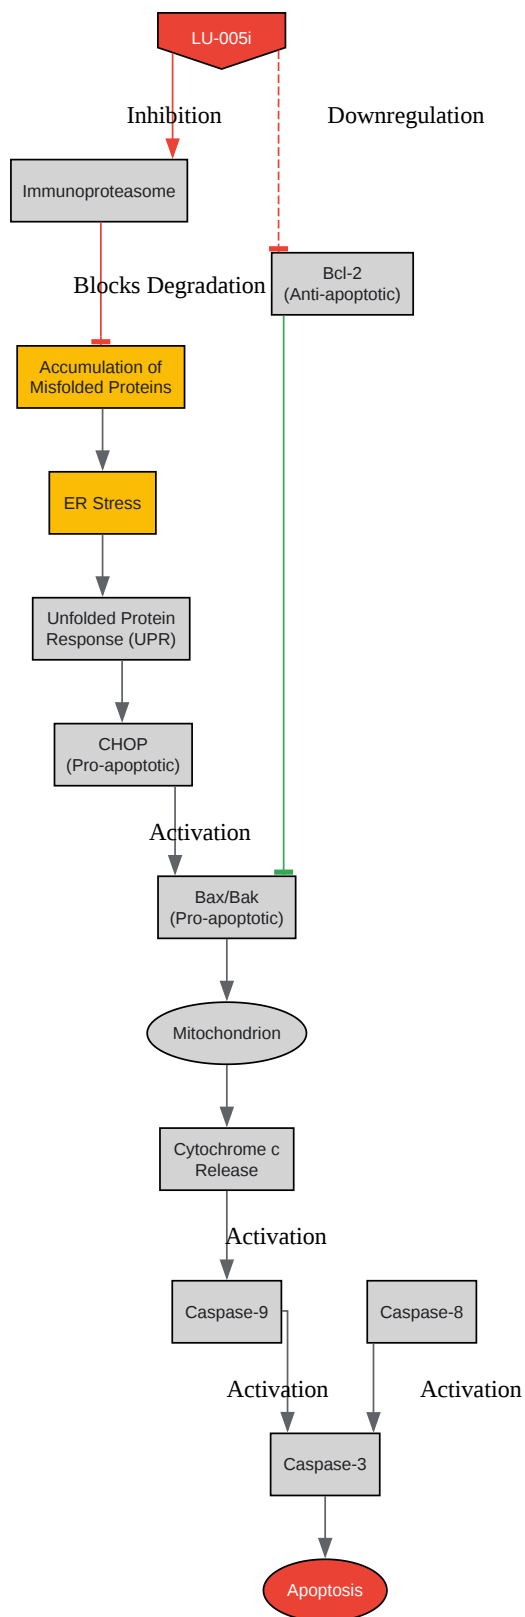 LU-005i
Inhibition
Downregulation
Immunoproteasome
Bcl-2
(Anti-apoptotic)
Blocks Degradation
Accumulation of
Misfolded Proteins
ER Stress
Unfolded Protein
Response (UPR)
CHOP
(Pro-apoptotic)
Activation
Bax/Bak
(Pro-apoptotic)
Mitochondrion
Cytochrome c
Release
Activation
Caspase-9
Caspase-8
Activation
Activation
Caspase-3
Apoptosis